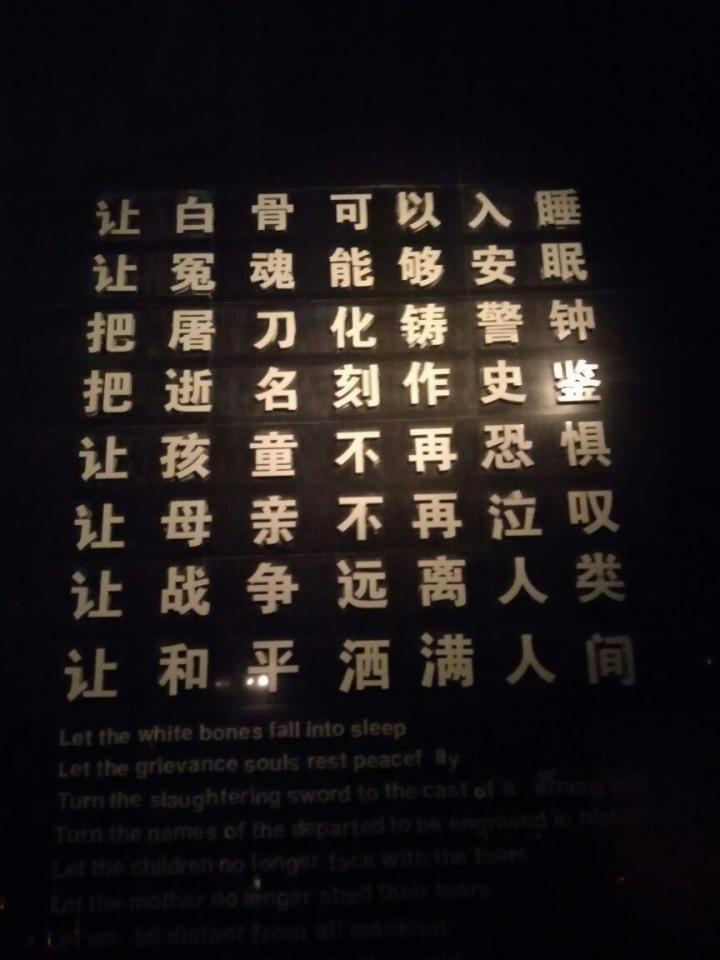 让白骨可以入睡
让冤魂能够安眠
把屠刀化铸警钟
把逝名刻作史鉴
让孩童不再恐惧
让母亲不再泣叹
让战争远离人类
让和平洒满人间
Let the white bones fall into sleep
Let the grievance souls rest peacef lly
Turn the slaughtering sword to the cast of a
Turn the names of the departed to be engraved in
Let the children no longer face with the fears
Let the mother no longer shed their tears
Let wa be distant from all mankind